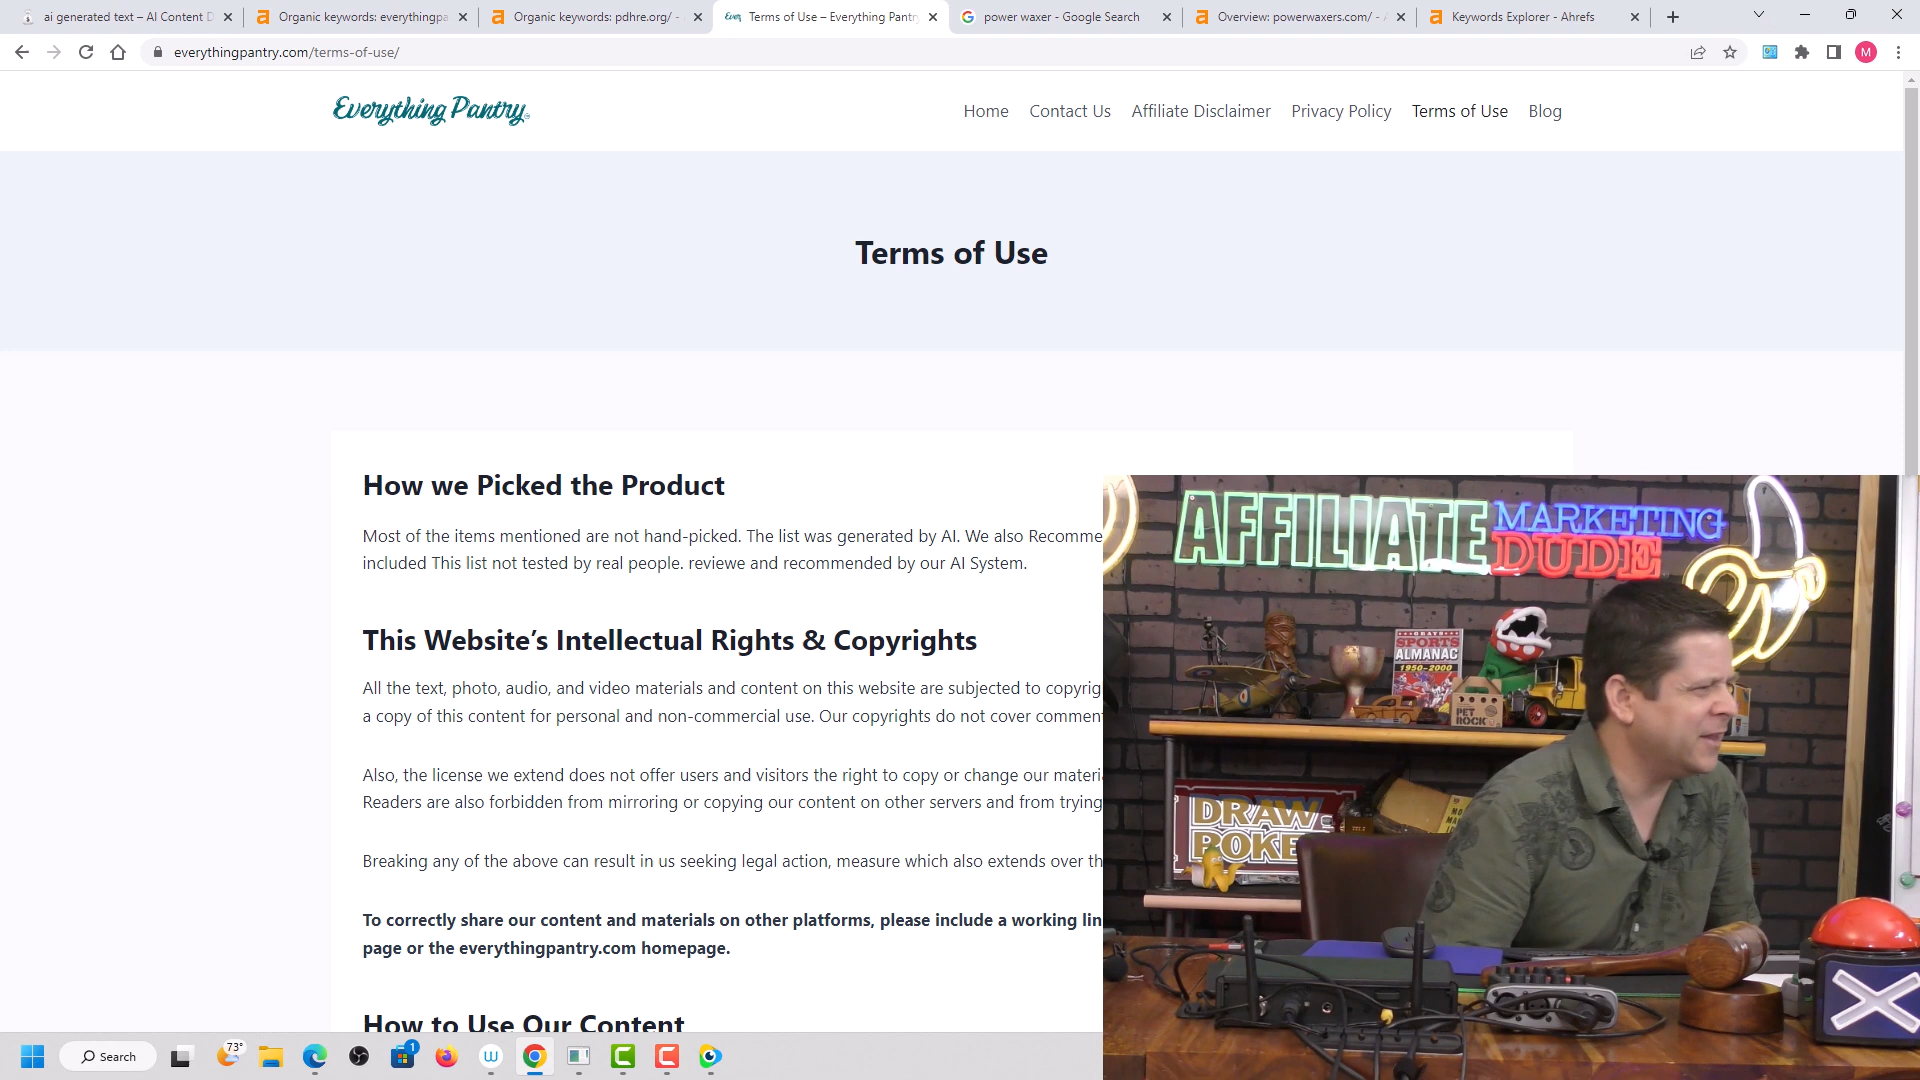 ai generated text – AI Content D
Organic keywords: everythingpa
Organic keywords: pdhre.org/ -
Terms of Use – Everything Pantr
power waxer - Google Search
Overview: powerwaxers.com/ - A
Keywords Explorer - Ahrefs
everythingpantry.com/terms-of-use/
M
Everything Pantry
Home
Contact Us
Affiliate Disclaimer
Privacy Policy
Terms of Use
Blog
Terms of Use
How we Picked the Product
Most of the items mentioned are not hand-picked. The list was generated by AI. We also Recomme
included This list not tested by real people. reviewe and recommended by our AI System.
This Website’s Intellectual Rights & Copyrights
All the text, photo, audio, and video materials and content on this website are subjected to copyrig
a copy of this content for personal and non-commercial use. Our copyrights do not cover commen
Also, the license we extend does not offer users and visitors the right to copy or change our materi
Readers are also forbidden from mirroring or copying our content on other servers and from trying
Breaking any of the above can result in us seeking legal action, measure which also extends over th
To correctly share our content and materials on other platforms, please include a working lin
page or the everythingpantry.com homepage.
How to Use Our Content
AFFILIATE MARKETING
DUDE
GRAYS
SPORTS
ALMANAC
1950-2000
PET
ROCK
DRAW
POKE
Search
73°
1